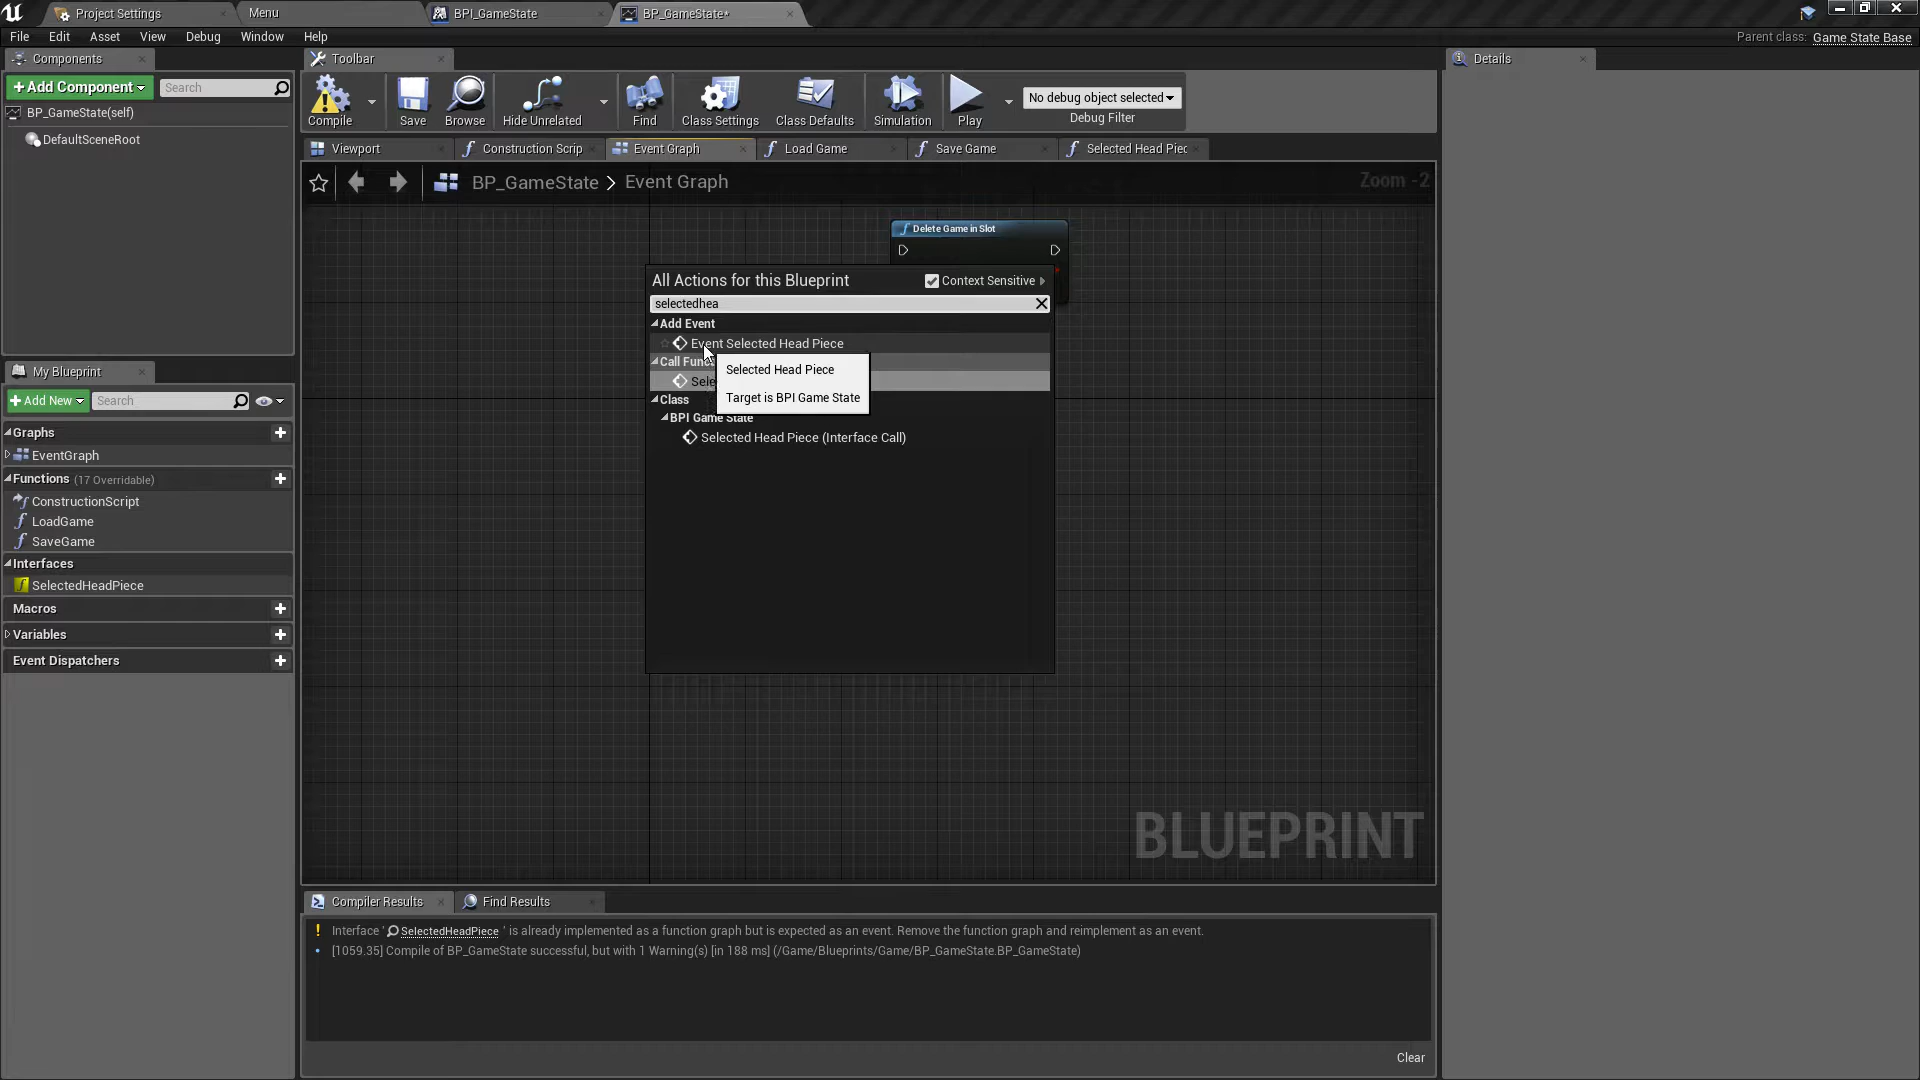 Project Settings
Menu
BPI_GameState
BP_GameState*
File Edit Asset View Debug Window Help
Parent class: Game State Base
Components
Toolbar
Details
+ Add Component
Search
BP_GameState(self)
DefaultSceneRoot
Compile
Save
Browse
Hide Unrelated
Find
Class Settings
Class Defaults
Simulation
Play
No debug object selected
Debug Filter
Viewport
Construction Scrip
Event Graph
Load Game
Save Game
Selected Head Piec
BP_GameState > Event Graph
Zoom -2
Delete Game in Slot
All Actions for this Blueprint
Context Sensitive
selectedhea
Add Event
Event Selected Head Piece
Call Func
Sele
Selected Head Piece
Target is BPI Game State
Class
BPI Game State
Selected Head Piece (Interface Call)
My Blueprint
+ Add New
Search
Graphs
EventGraph
Functions (17 Overridable)
ConstructionScript
LoadGame
SaveGame
Interfaces
SelectedHeadPiece
Macros
Variables
Event Dispatchers
BLUEPRINT
Compiler Results
Find Results
Interface ' SelectedHeadPiece ' is already implemented as a function graph but is expected as an event. Remove the function graph and reimplement as an event.
[1059.35] Compile of BP_GameState successful, but with 1 Warning(s) [in 188 ms] (/Game/Blueprints/Game/BP_GameState.BP_GameState)
Clear